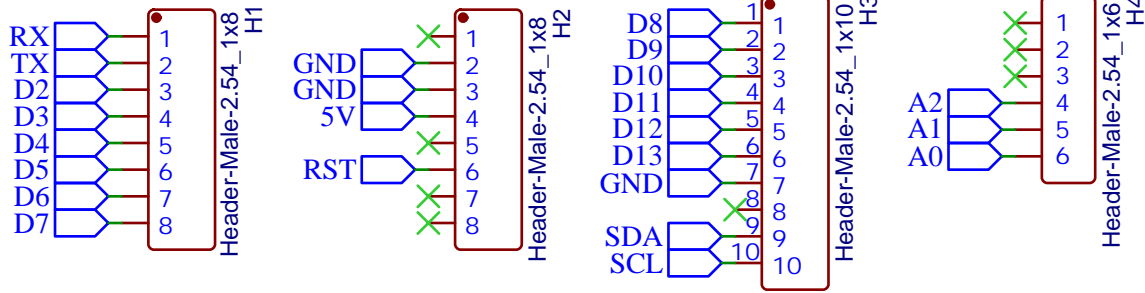 RX 1
TX 2
D2 3
D3 4
D4 5
D5 6
D6 7
D7 8
Header-Male-2.54_1x8
H1
1
GND 2
GND 3
5V 4
5
RST 6
7
8
Header-Male-2.54_1x8
H2
D8 1 1
D9 2 2
D10 3 3
D11 4 4
D12 5 5
D13 6 6
GND 7 7
8 8
SDA 9 9
SCL 10 10
Header-Male-2.54_1x10
H3
1
2
3
A2 4
A1 5
A0 6
Header-Male-2.54_1x6
H4